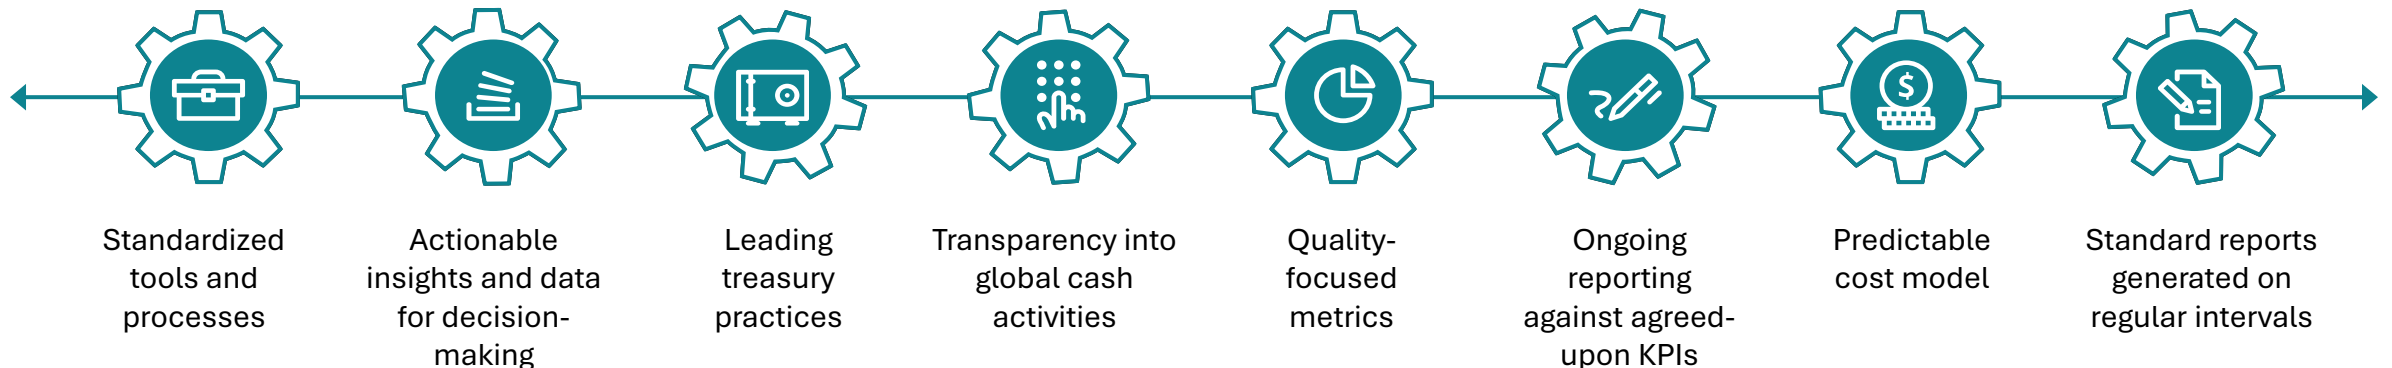 $
Standardized
tools and
processes
Actionable
insights and data
for decision-
making
Leading
treasury
practices
Transparency into
global cash
activities
Quality-
focused
metrics
Ongoing
reporting
against agreed-
upon KPIs
Predictable
cost model
Standard reports
generated on
regular intervals